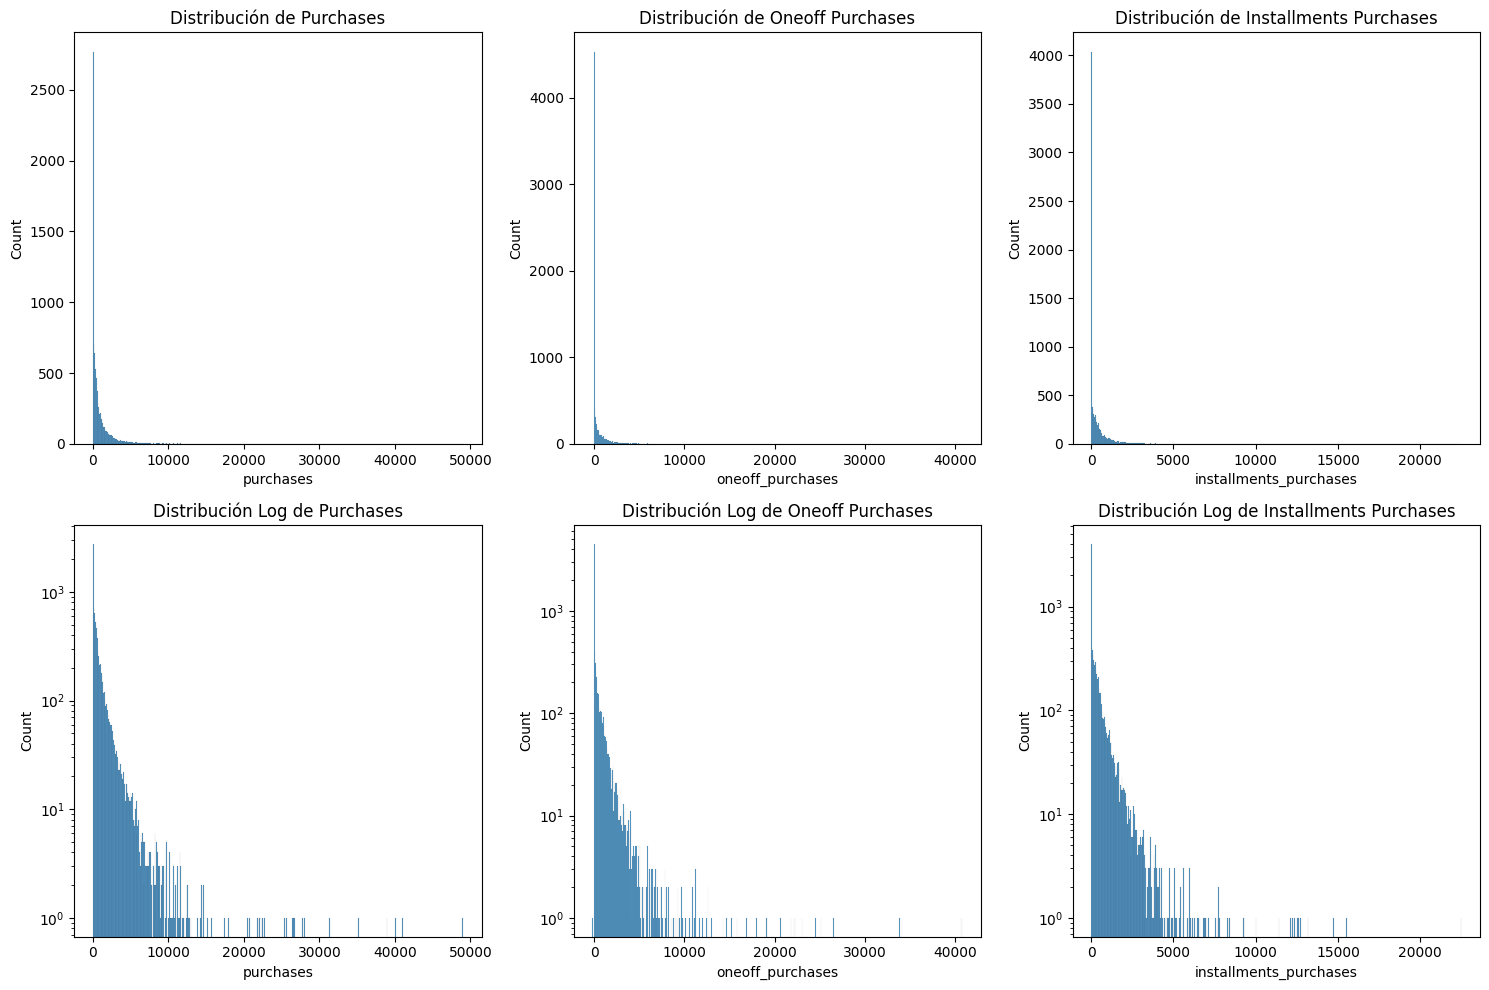 Distribución de Purchases
2500
2000
1500
1000
500
0
Count
0 10000 20000 30000 40000 50000
purchases
Distribución de Oneoff Purchases
4000
3000
2000
1000
0
Count
0 10000 20000 30000 40000
oneoff_purchases
Distribución de Installments Purchases
4000
3500
3000
2500
2000
1500
1000
500
0
Count
0 5000 10000 15000 20000
installments_purchases
Distribución Log de Purchases
10³
10²
10¹
10⁰
Count
0 10000 20000 30000 40000 50000
purchases
Distribución Log de Oneoff Purchases
10³
10²
10¹
10⁰
Count
0 10000 20000 30000 40000
oneoff_purchases
Distribución Log de Installments Purchases
10³
10²
10¹
10⁰
Count
0 5000 10000 15000 20000
installments_purchases